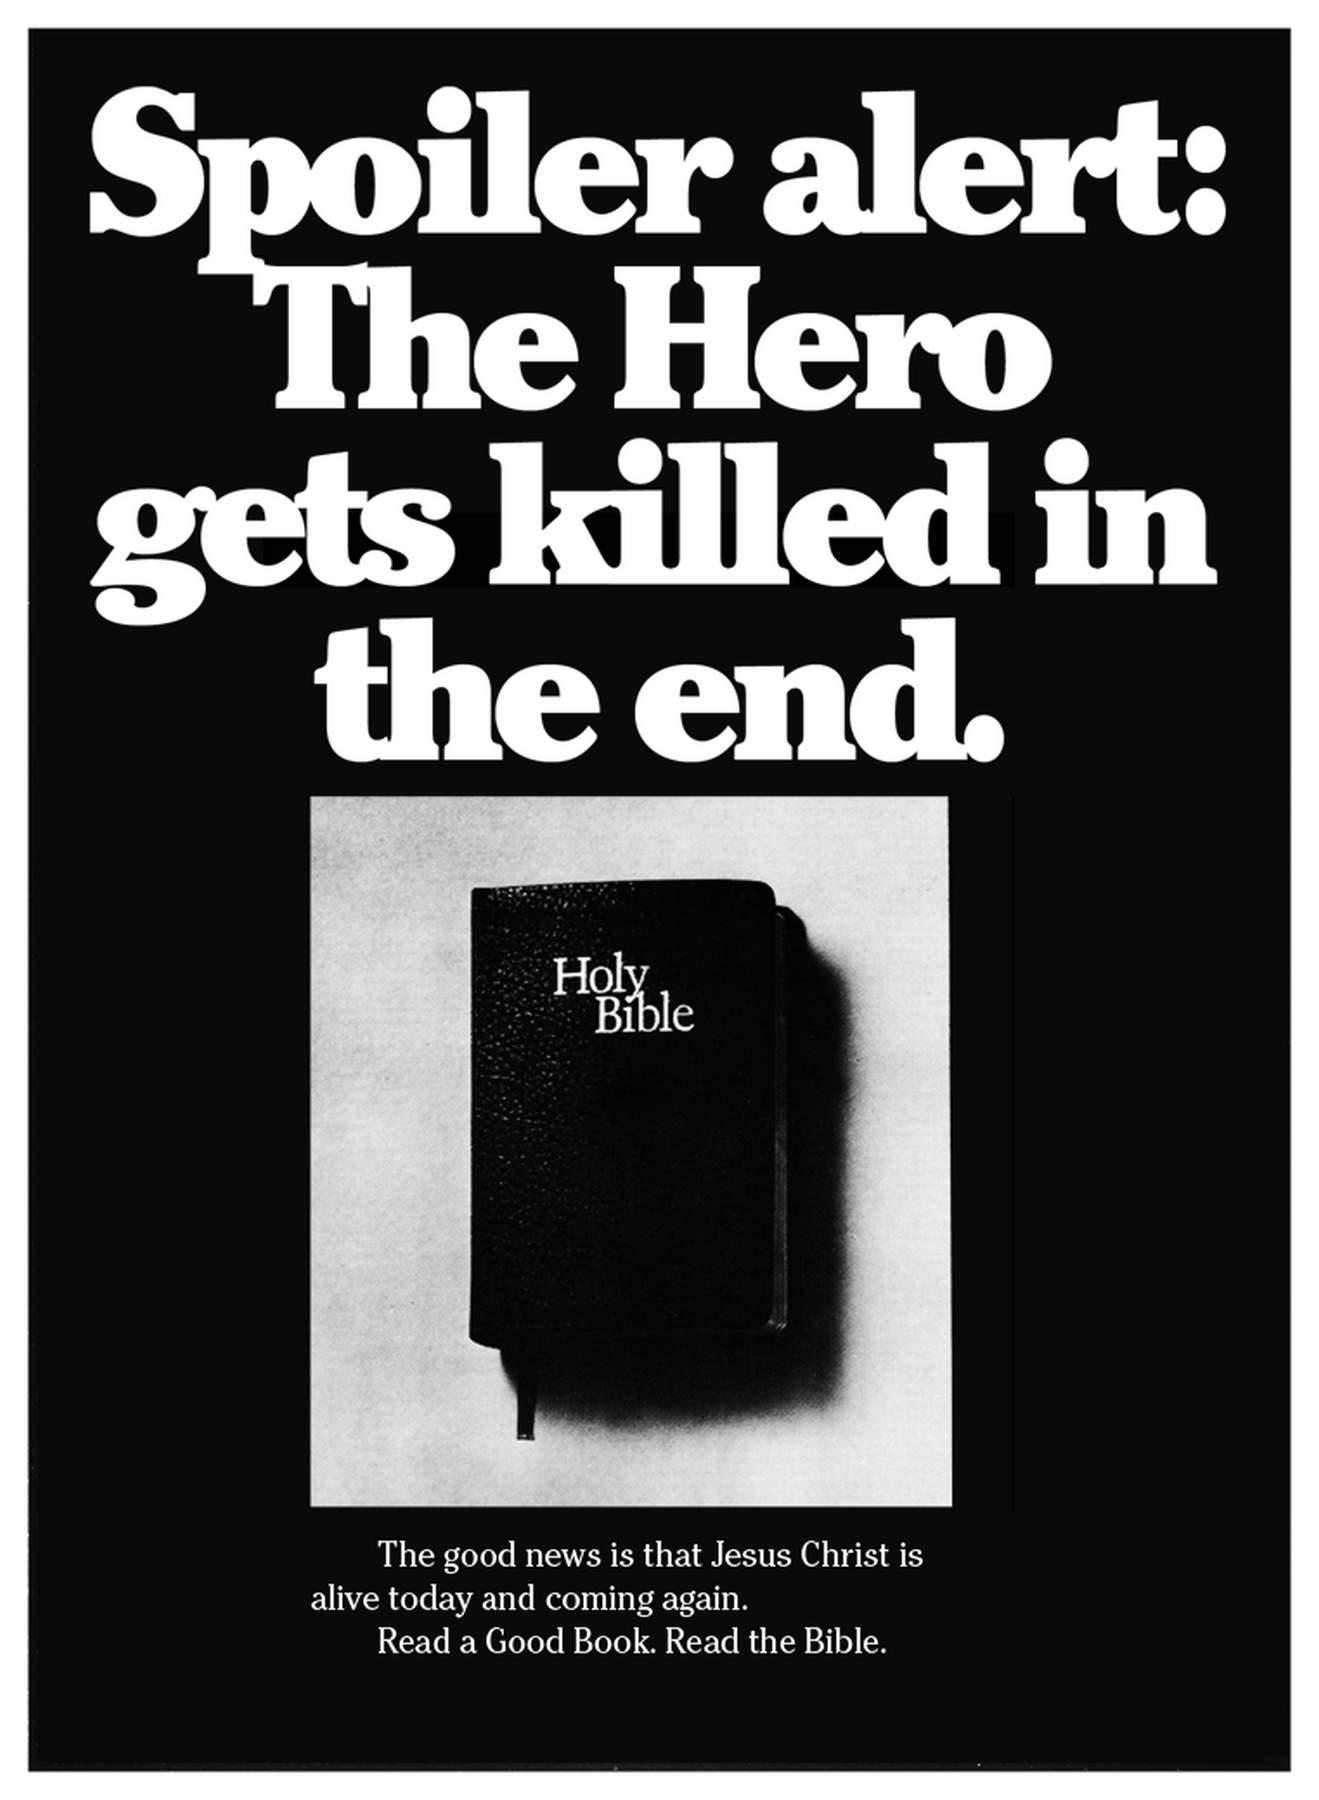 Spoiler alert:
The Hero
gets killed in
the end.
Holy
Bible
The good news is that Jesus Christ is
alive today and coming again.
Read a Good Book. Read the Bible.